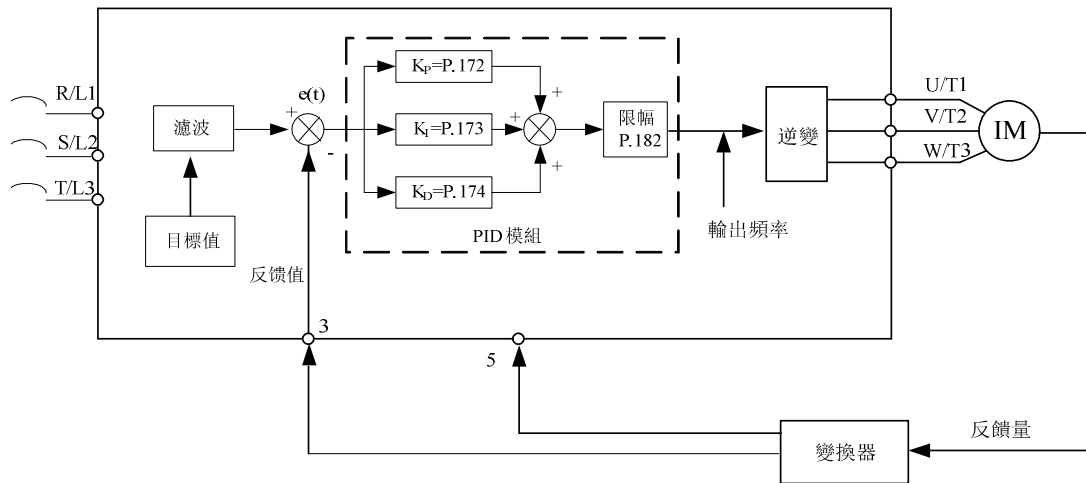 R/L1
S/L2
T/L3
濾波
目標值
e(t)
+
-
反馈值
K_P=P.172
K_I=P.173
K_D=P.174
+
+
+
限幅
P.182
PID模組
輸出頻率
逆變
U/T1
V/T2
W/T3
IM
3
5
變換器
反饋量